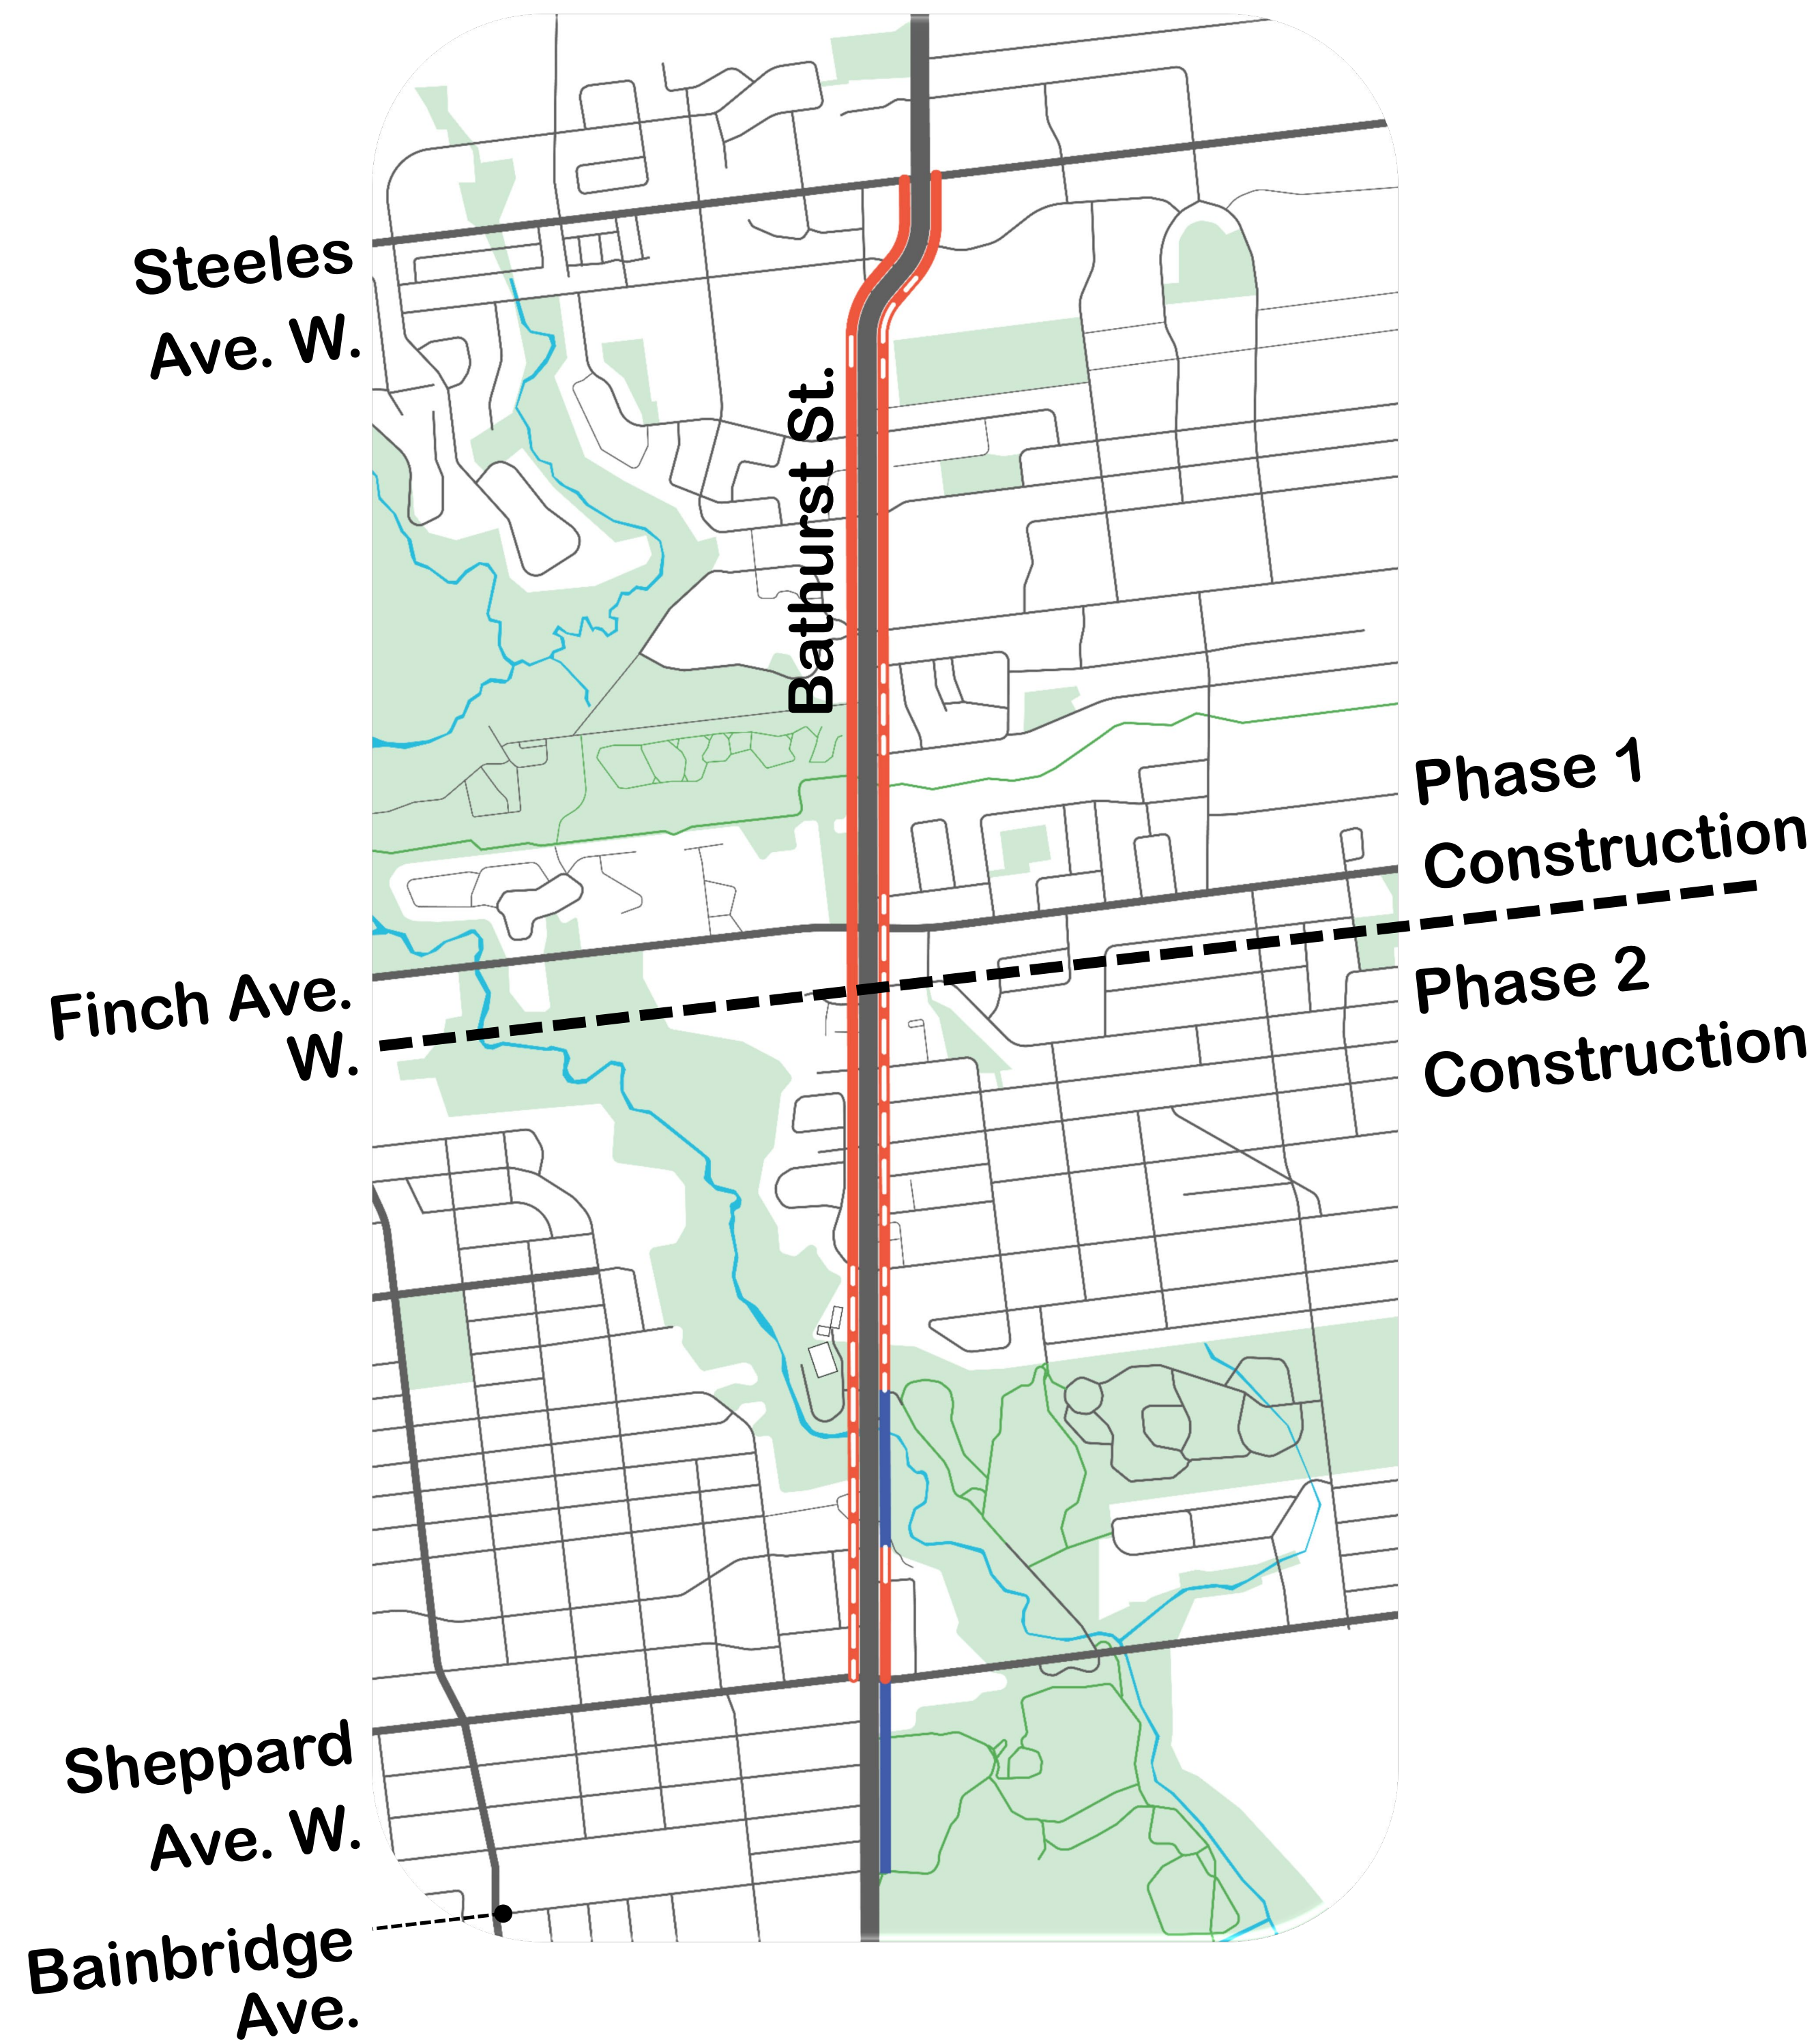 Steeles
Ave. W.
Bathurst St.
Phase 1
Construction
Finch Ave.
W.
Phase 2
Construction
Sheppard
Ave. W.
Bainbridge
Ave.